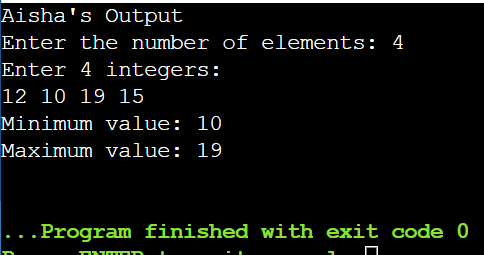 Aisha's Output
Enter the number of elements: 4
Enter 4 integers:
12 10 19 15
Minimum value: 10
Maximum value: 19
...Program finished with exit code 0